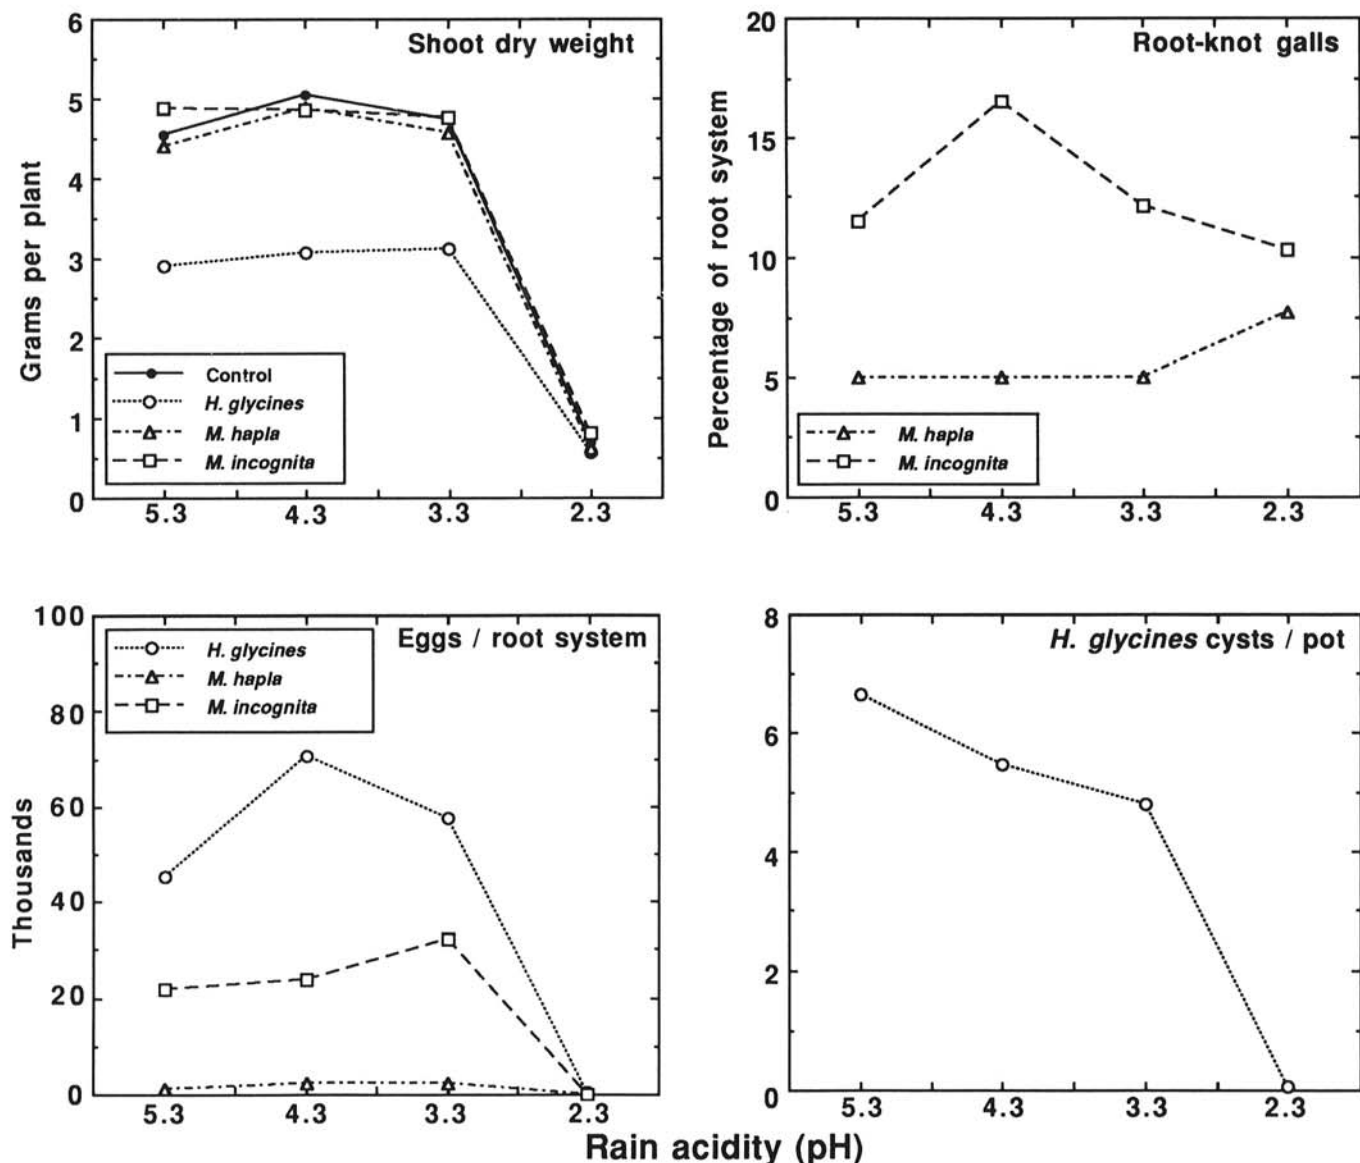 Shoot dry weight
Grams per plant
6
5
4
3
2
1
0
Control
H. glycines
M. hapla
M. incognita
5.3 4.3 3.3 2.3
Root-knot galls
Percentage of root system
20
15
10
5
0
M. hapla
M. incognita
5.3 4.3 3.3 2.3
Eggs / root system
Thousands
100
80
60
40
20
0
H. glycines
M. hapla
M. incognita
5.3 4.3 3.3 2.3
H. glycines cysts / pot
8
6
4
2
0
5.3 4.3 3.3 2.3
Rain acidity (pH)